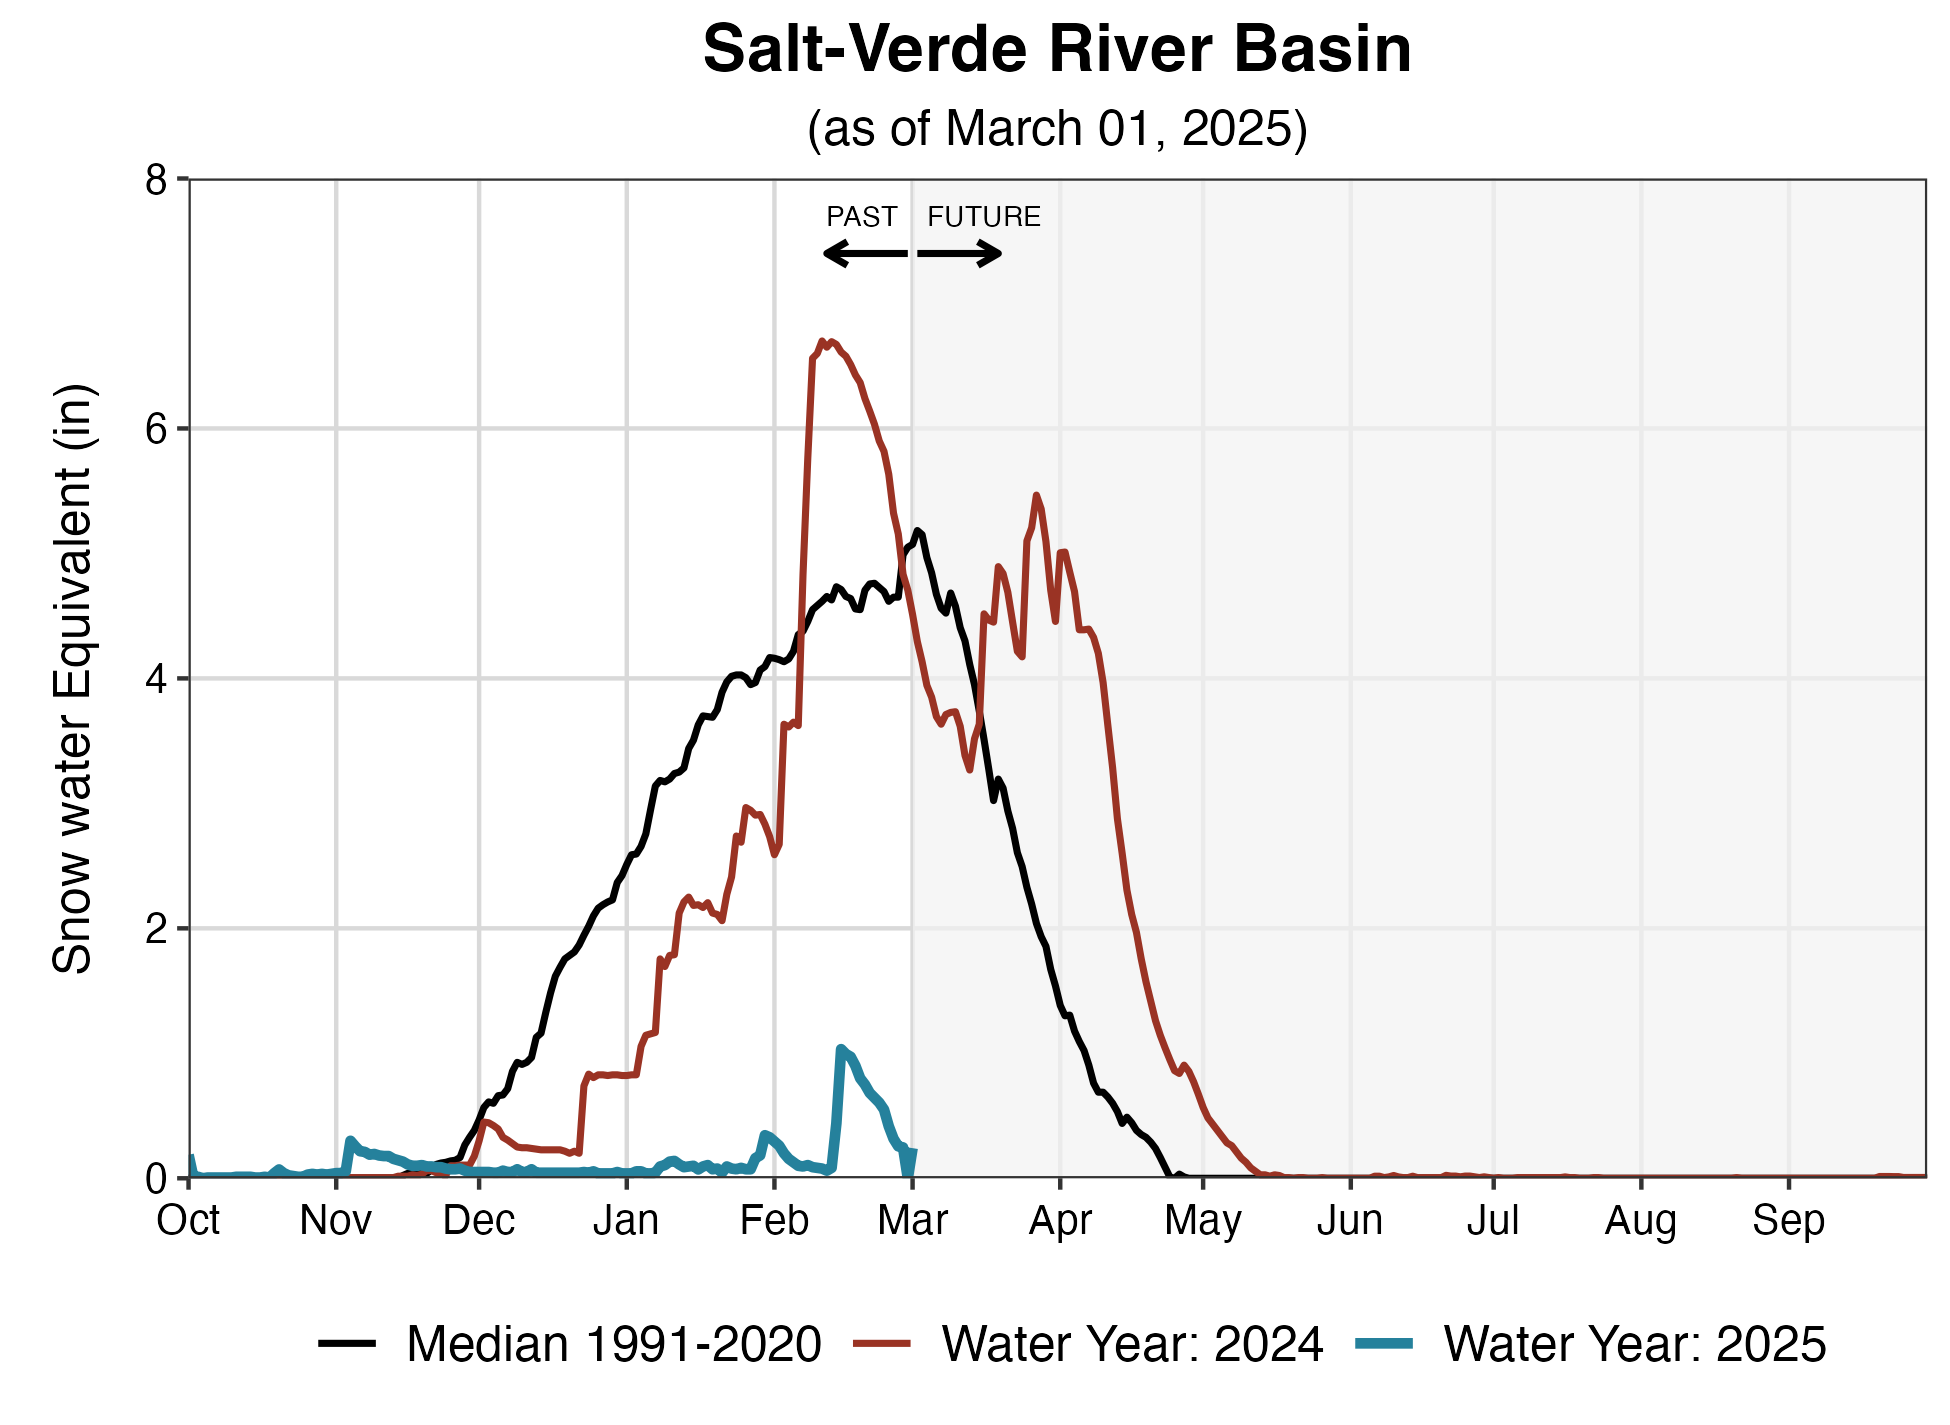 Salt-Verde River Basin
(as of March 01, 2025)
PAST FUTURE
Snow water Equivalent (in)
8
6
4
2
0
Oct Nov Dec Jan Feb Mar Apr May Jun Jul Aug Sep
Median 1991-2020 Water Year: 2024 Water Year: 2025